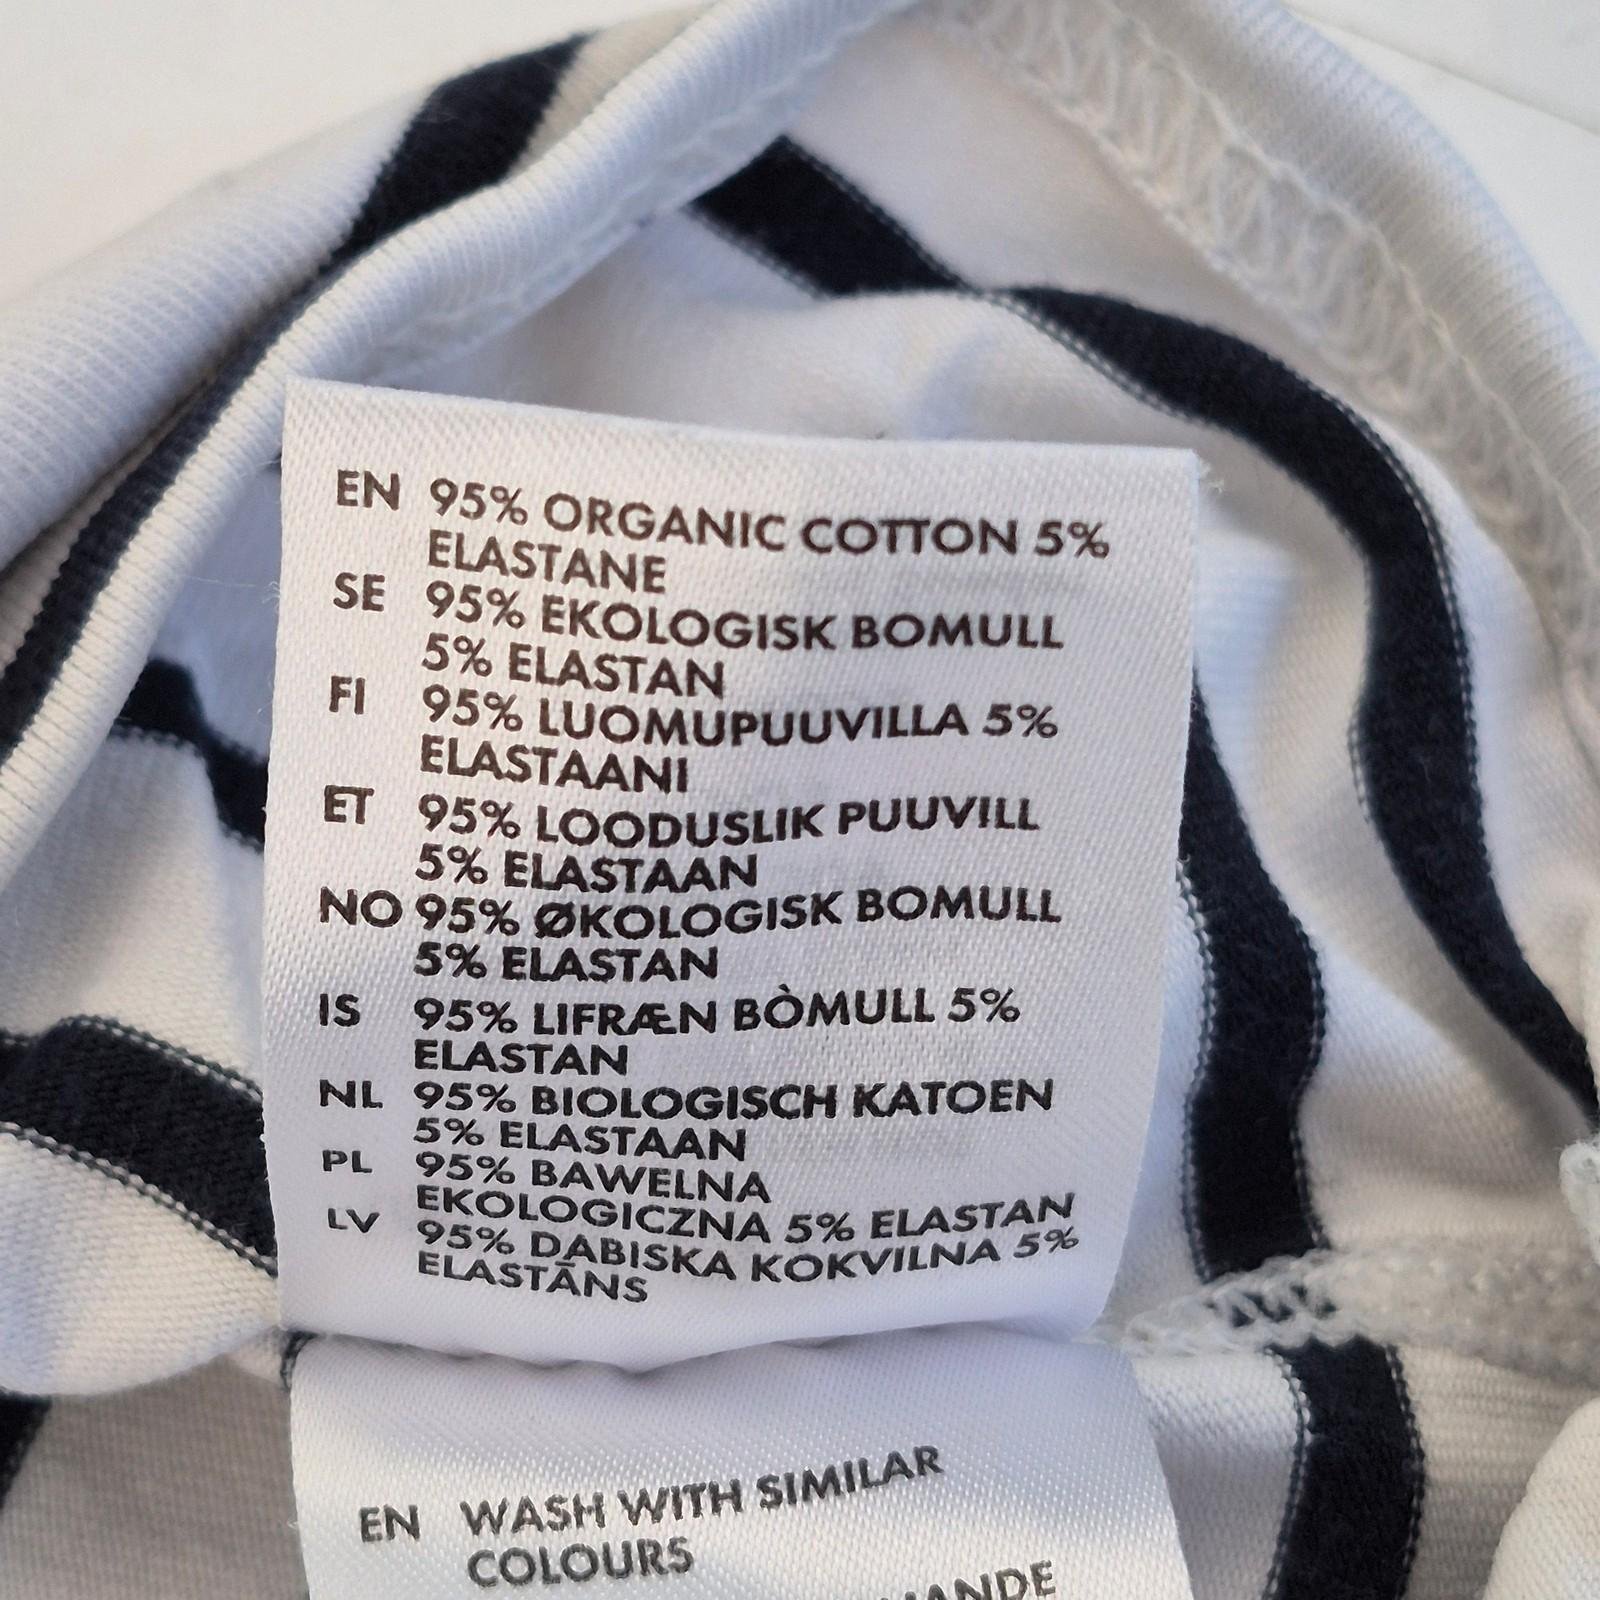 EN 95% ORGANIC COTTON 5%
ELASTANE
SE 95% EKOLOGISK BOMULL
5% ELASTAN
FI 95% LUOMUPUUVILLA 5%
ELASTAANI
ET 95% LOODUSLIK PUUVILL
5% ELASTAAN
NO 95% ØKOLOGISK BOMULL
5% ELASTAN
IS 95% LIFRÆN BÒMULL 5%
ELASTAN
NL 95% BIOLOGISCH KATOEN
5% ELASTAAN
PL 95% BAWELNA
EKOLOGICZNA 5% ELASTAN
LV 95% DABISKA KOKVILNA 5%
ELASTĀNS
EN WASH WITH SIMILAR
COLOURS